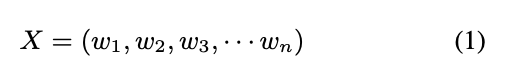 X = (w₁, w₂, w₃, ⋯ wₙ) (1)